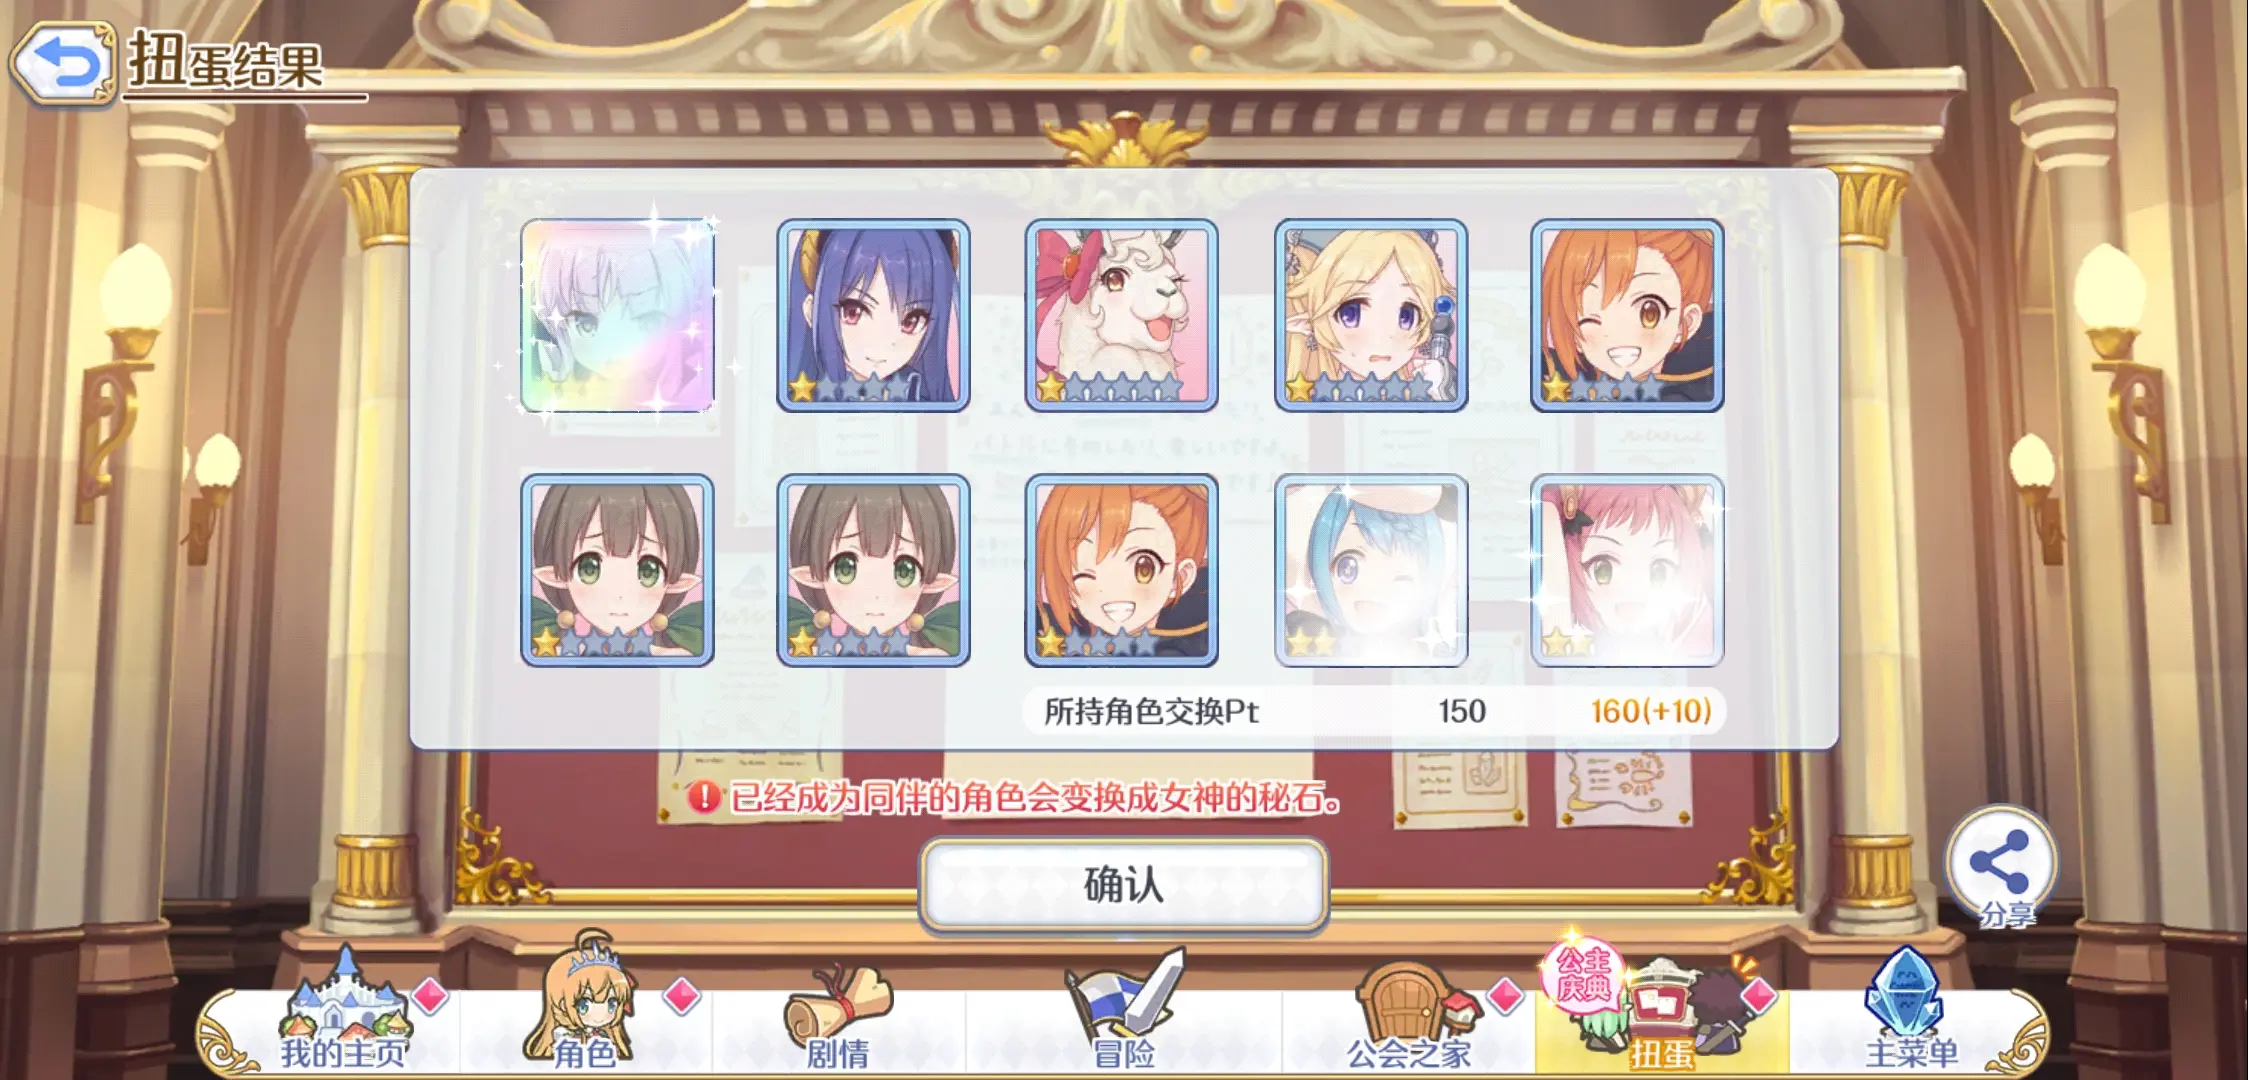 扭蛋结果
所持角色交换Pt 150 160(+10)
已经成为同伴的角色会变换成女神的秘石。
确认
分享
公主
庆典
我的主页 角色 剧情 冒险 公会之家 扭蛋 主菜单